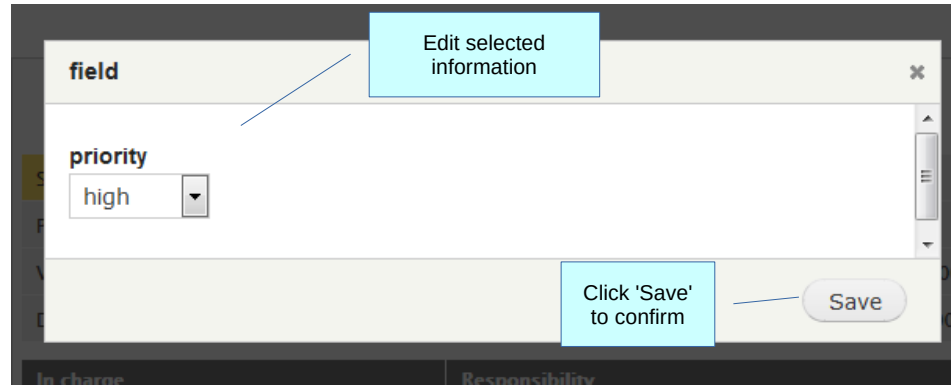 Edit selected
information
field
priority
high
Click 'Save'
to confirm
Save
In charge
Responsibility